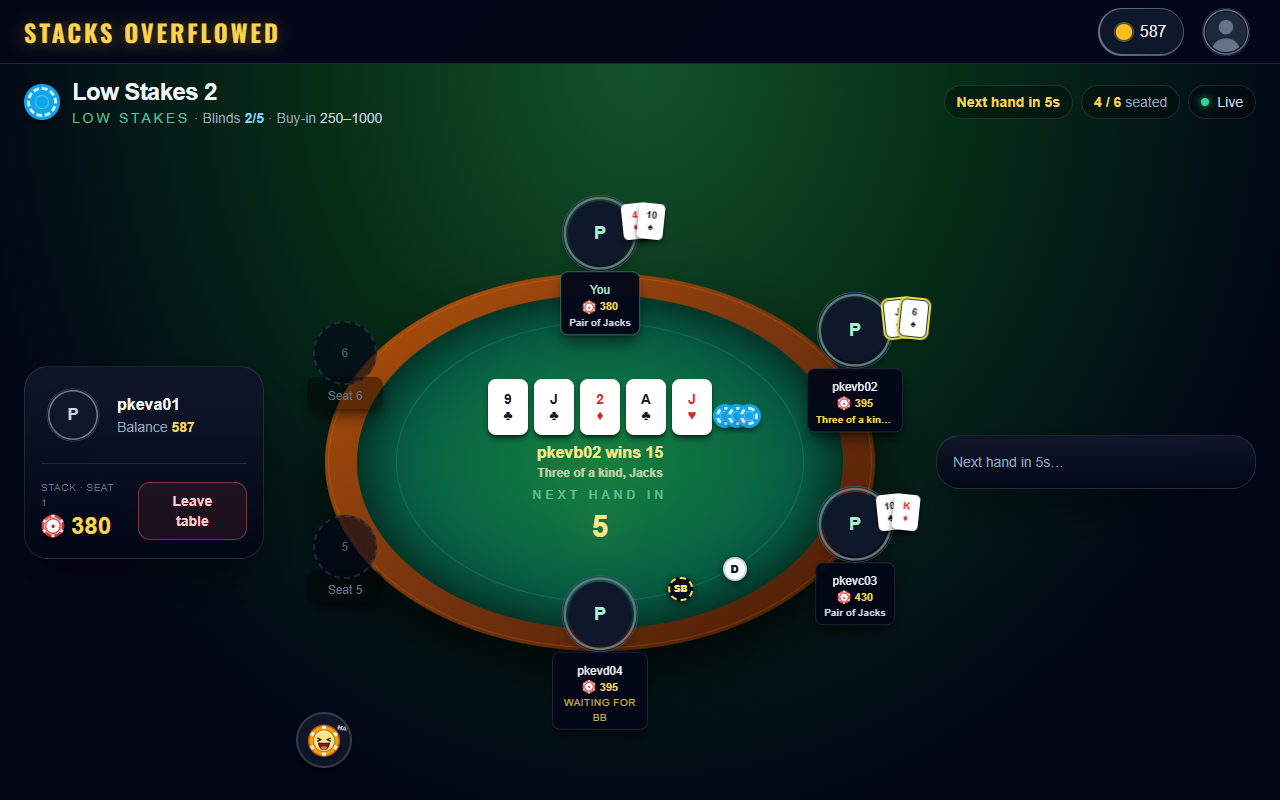 STACKS OVERFLOWED
587
Low Stakes 2
LOW STAKES · Blinds 2/5 · Buy-in 250–1000
Next hand in 5s
4 / 6 seated
Live
P
4
10
You
380
Pair of Jacks
P
6
pkevb02
395
Three of a kin...
6
Seat 6
9
J
2
A
J
pkevb02 wins 15
Three of a kind, Jacks
NEXT HAND IN
5
P
pkeva01
Balance 587
STACK · SEAT
1
380
Leave
table
Next hand in 5s…
P
10
K
pkevc03
430
Pair of Jacks
5
Seat 5
D
SB
P
pkevd04
395
WAITING FOR
BB